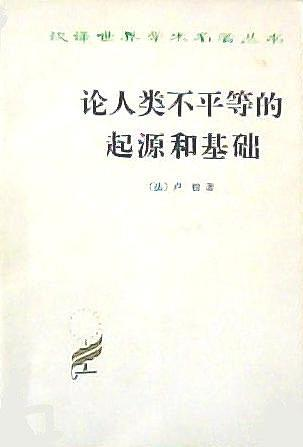 汉译世界学术名著丛书
论人类不平等的
起源和基础
〔法〕卢梭著